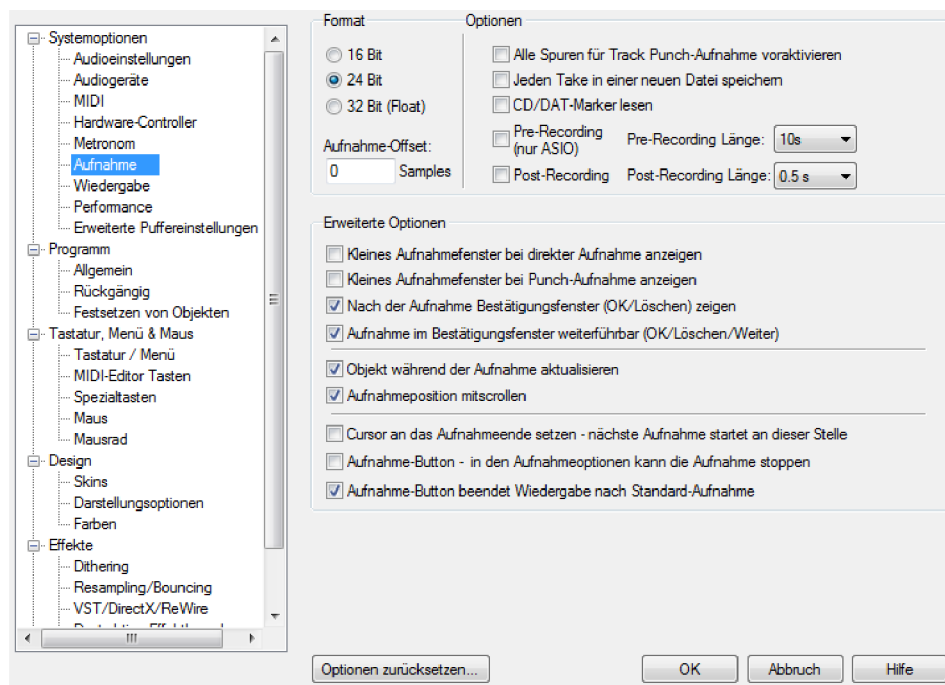 Systemoptionen
Audioeinstellungen
Audiogeräte
MIDI
Hardware-Controller
Metronom
Aufnahme
Wiedergabe
Performance
Erweiterte Puffereinstellungen
Programm
Allgemein
Rückgängig
Festsetzen von Objekten
Tastatur, Menü & Maus
Tastatur / Menü
MIDI-Editor Tasten
Spezialtasten
Maus
Mausrad
Design
Skins
Darstellungsoptionen
Farben
Effekte
Dithering
Resampling/Bouncing
VST/DirectX/ReWire
Format
16 Bit
24 Bit
32 Bit (Float)
Aufnahme-Offset:
0 Samples
Optionen
Alle Spuren für Track Punch-Aufnahme voraktivieren
Jeden Take in einer neuen Datei speichern
CD/DAT-Marker lesen
Pre-Recording
(nur ASIO)
Pre-Recording Länge: 10s
Post-Recording Post-Recording Länge: 0.5 s
Erweiterte Optionen
Kleines Aufnahmefenster bei direkter Aufnahme anzeigen
Kleines Aufnahmefenster bei Punch-Aufnahme anzeigen
Nach der Aufnahme Bestätigungsfenster (OK/Löschen) zeigen
Aufnahme im Bestätigungsfenster weiterführbar (OK/Löschen/Weiter)
Objekt während der Aufnahme aktualisieren
Aufnahmeposition mitscrollen
Cursor an das Aufnahmeende setzen - nächste Aufnahme startet an dieser Stelle
Aufnahme-Button - in den Aufnahmeoptionen kann die Aufnahme stoppen
Aufnahme-Button beendet Wiedergabe nach Standard-Aufnahme
Optionen zurücksetzen...
OK
Abbruch
Hilfe